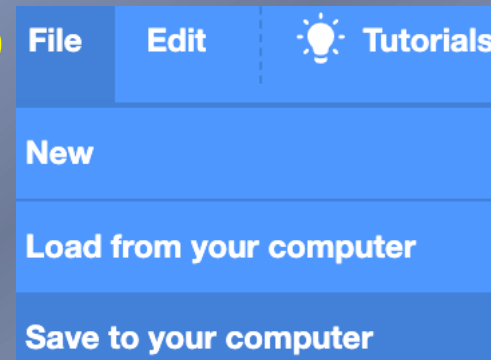 File Edit Tutorials
New
Load from your computer
Save to your computer